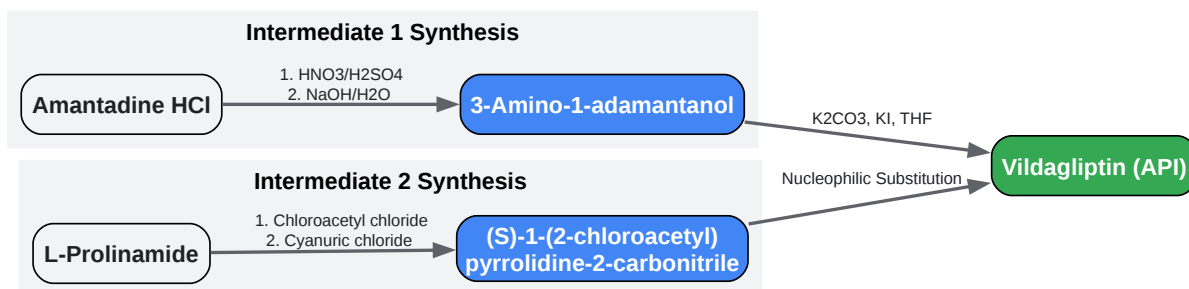 Intermediate 1 Synthesis
Amantadine HCl
1. HNO3/H2SO4
2. NaOH/H2O
3-Amino-1-adamantanol
K2CO3, KI, THF
Vildagliptin (API)
Nucleophilic Substitution
Intermediate 2 Synthesis
L-Prolinamide
1. Chloroacetyl chloride
2. Cyanuric chloride
(S)-1-(2-chloroacetyl)
pyrrolidine-2-carbonitrile